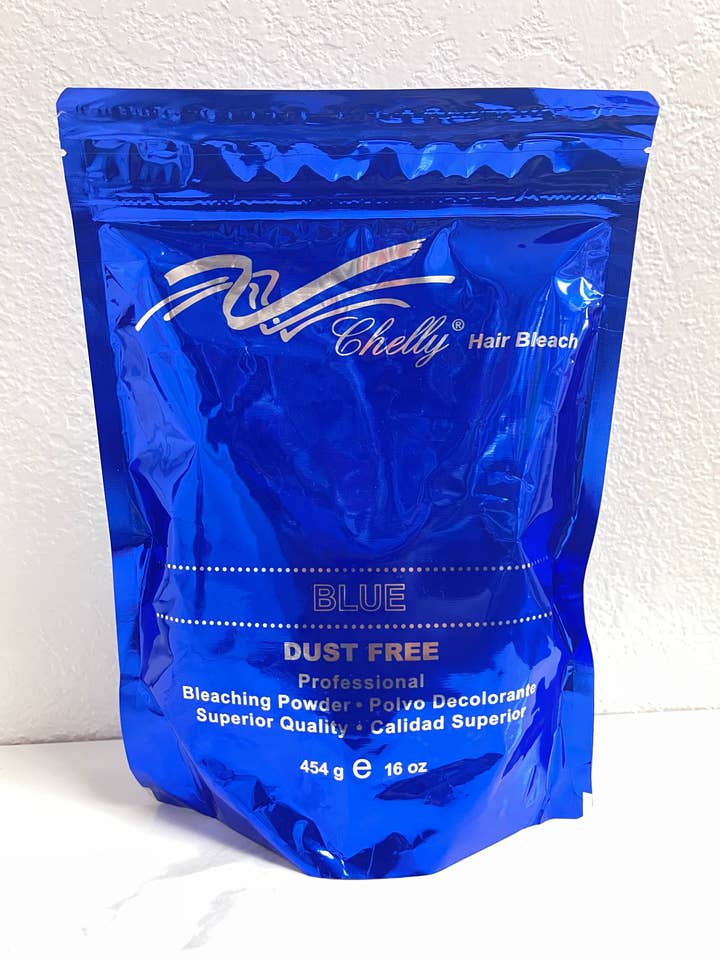 Chelly® Hair Bleach
BLUE
DUST FREE
Professional
Bleaching Powder • Polvo Decolorante
Superior Quality • Calidad Superior
454 g ℮ 16 oz